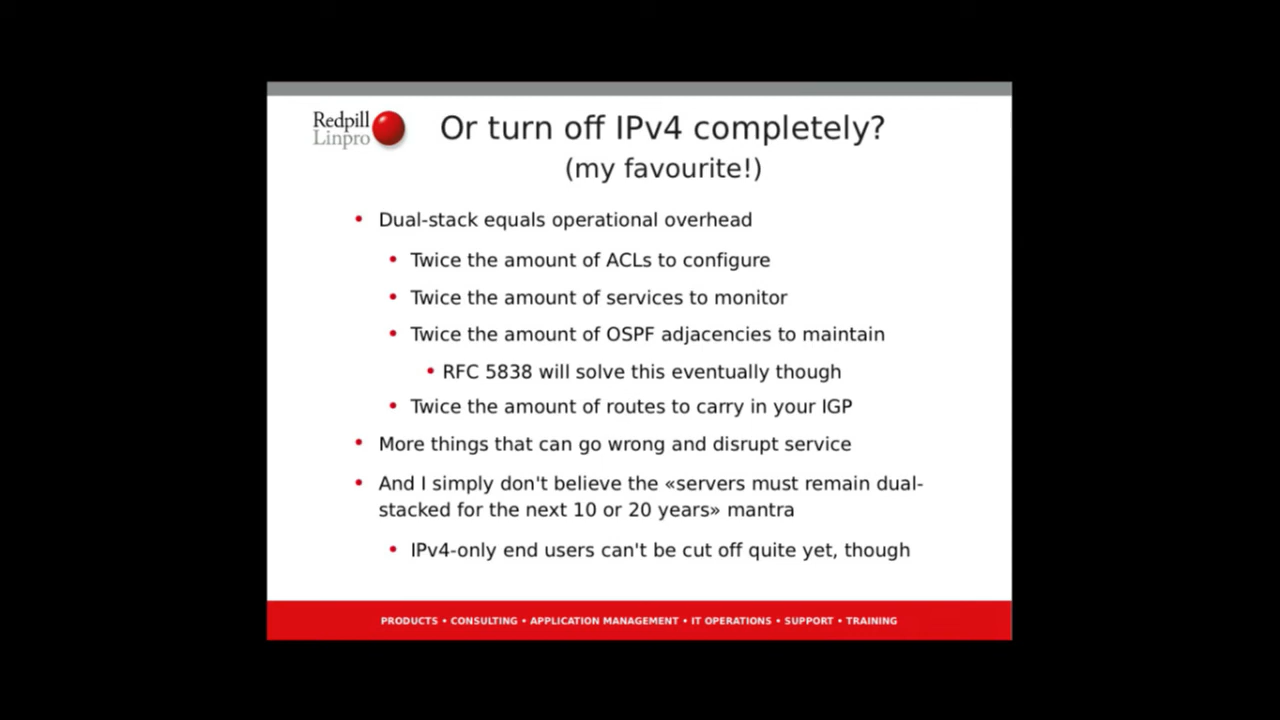 Redpill
Linpro
Or turn off IPv4 completely?
(my favourite!)
• Dual-stack equals operational overhead
• Twice the amount of ACLs to configure
• Twice the amount of services to monitor
• Twice the amount of OSPF adjacencies to maintain
• RFC 5838 will solve this eventually though
• Twice the amount of routes to carry in your IGP
• More things that can go wrong and disrupt service
• And I simply don't believe the «servers must remain dual-
stacked for the next 10 or 20 years» mantra
• IPv4-only end users can't be cut off quite yet, though
PRODUCTS • CONSULTING • APPLICATION MANAGEMENT • IT OPERATIONS • SUPPORT • TRAINING